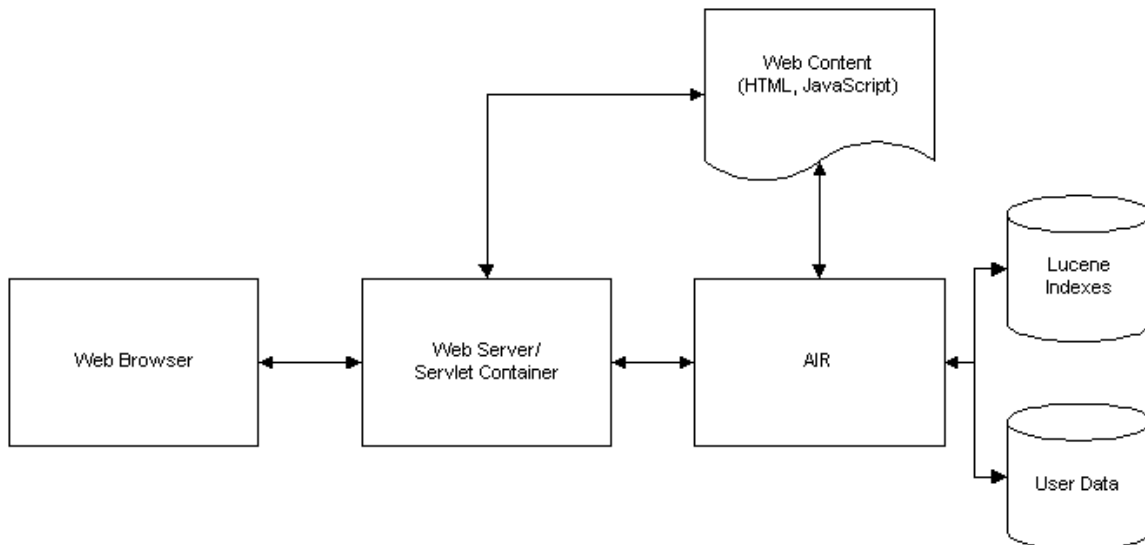 Web Content
(HTML, JavaScript)
Lucene
Indexes
Web Browser
Web Server/
Servlet Container
AIR
User Data